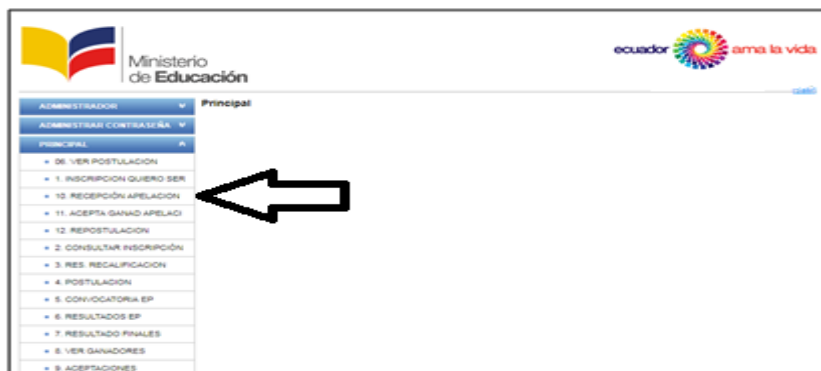 Ministerio
de Educación
ecuador ama la vida
ADMINISTRADOR
Principal
ADMINISTRAR CONTRASEÑA
PRINCIPAL
06. VER POSTULACION
1. INSCRIPCION QUIERO SER
10. RECEPCIÓN APELACION
11. ACEPTA GANAD APELACI
12. REPOSTULACION
2. CONSULTAR INSCRIPCIÓN
3. RES. RECALIFICACION
4. POSTULACION
5. CONVOCATORIA EP
6. RESULTADOS EP
7. RESULTADO FINALES
8. VER GANADORES
9. ACEPTACIONES